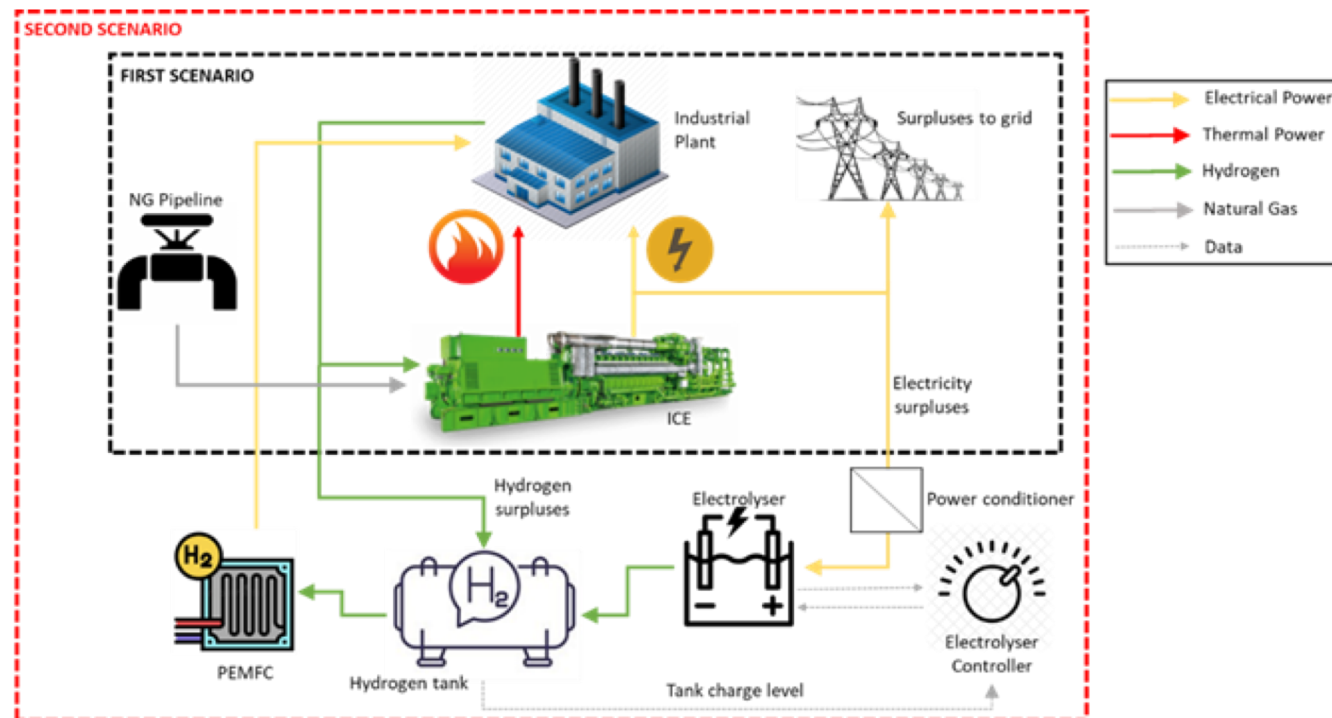 SECOND SCENARIO
FIRST SCENARIO
Industrial
Plant
Surpluses to grid
NG Pipeline
ICE
Electricity
surpluses
Electrical Power
Thermal Power
Hydrogen
Natural Gas
Data
Hydrogen
surpluses
Electrolyser
Power conditioner
H2
H2
PEMFC
Hydrogen tank
Electrolyser
Controller
Tank charge level